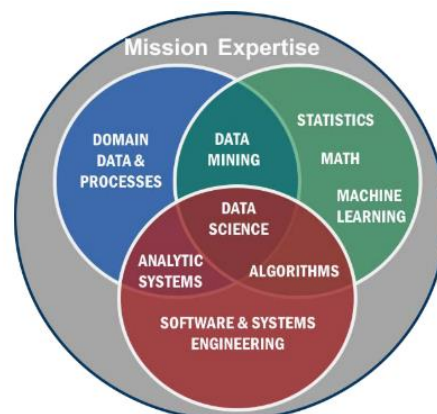 Mission Expertise
DOMAIN
DATA &
PROCESSES
DATA
MINING
STATISTICS
MATH
MACHINE
LEARNING
DATA
SCIENCE
ANALYTIC
SYSTEMS
ALGORITHMS
SOFTWARE & SYSTEMS
ENGINEERING